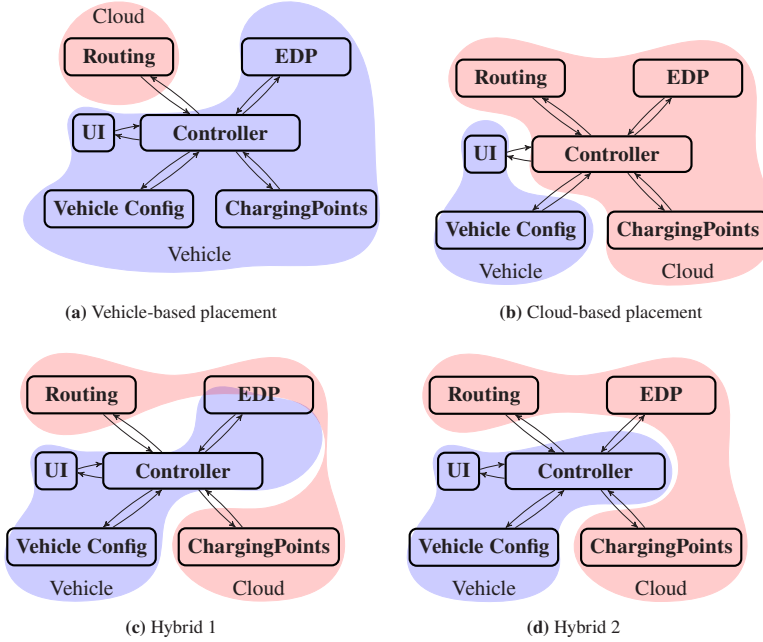 Cloud
Routing
EDP
UI
Controller
Vehicle Config
ChargingPoints
Vehicle
(a) Vehicle-based placement
Routing
EDP
UI
Controller
Vehicle Config
ChargingPoints
Vehicle
Cloud
(b) Cloud-based placement
Routing
EDP
UI
Controller
Vehicle Config
ChargingPoints
Vehicle
Cloud
(c) Hybrid 1
Routing
EDP
UI
Controller
Vehicle Config
ChargingPoints
Vehicle
Cloud
(d) Hybrid 2